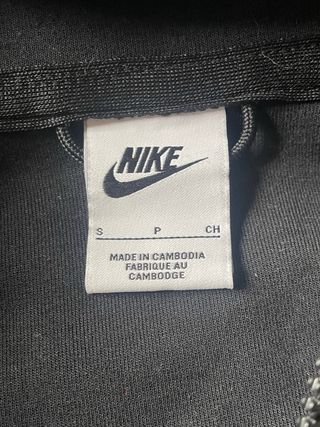 NIKE
S P CH
MADE IN CAMBODIA
FABRIQUE AU
CAMBODGE